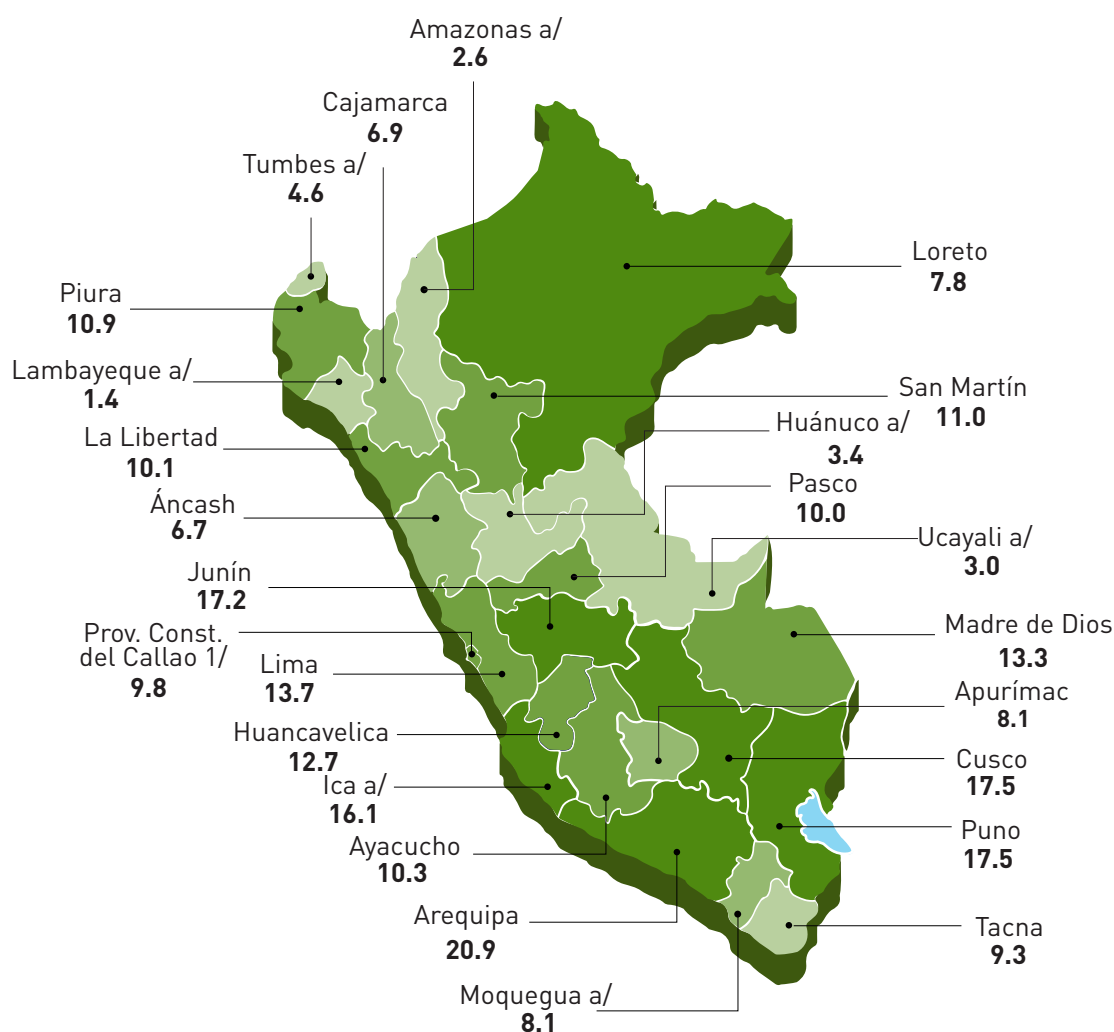 Amazonas a/
2.6
Cajamarca
6.9
Tumbes a/
4.6
Loreto
7.8
Piura
10.9
Lambayeque a/
1.4
San Martín
11.0
Huánuco a/
3.4
La Libertad
10.1
Pasco
10.0
Áncash
6.7
Ucayali a/
3.0
Junín
17.2
Madre de Dios
13.3
Prov. Const.
del Callao 1/
9.8
Lima
13.7
Apurímac
8.1
Huancavelica
12.7
Cusco
17.5
Ica a/
16.1
Puno
17.5
Ayacucho
10.3
Arequipa
20.9
Tacna
9.3
Moquegua a/
8.1